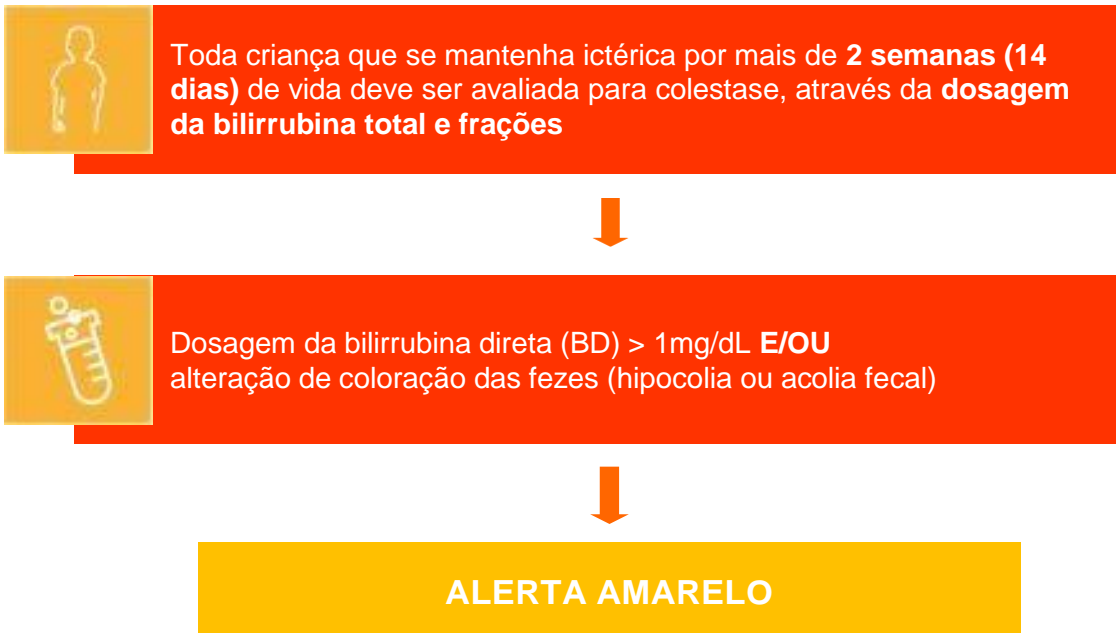 Toda criança que se mantenha ictérica por mais de 2 semanas (14
dias) de vida deve ser avaliada para colestase, através da dosagem
da bilirrubina total e frações
Dosagem da bilirrubina direta (BD) > 1mg/dL E/OU
alteração de coloração das fezes (hipocolia ou acolia fecal)
ALERTA AMARELO